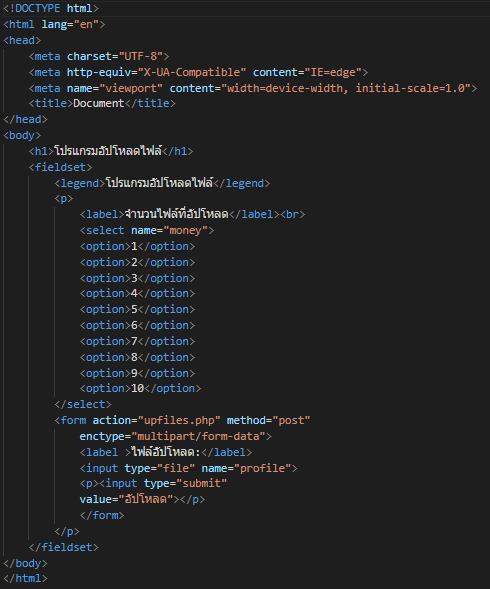 <!DOCTYPE html>
<html lang="en">
<head>
    <meta charset="UTF-8">
    <meta http-equiv="X-UA-Compatible" content="IE=edge">
    <meta name="viewport" content="width=device-width, initial-scale=1.0">
    <title>Document</title>
</head>
<body>
    <h1>โปรแกรมอัปโหลดไฟล์</h1>
    <fieldset>
        <legend>โปรแกรมอัปโหลดไฟล์</legend>
        <p>
            <label>จำนวนไฟล์ที่อัปโหลด</label><br>
            <select name="money">
            <option>1</option>
            <option>2</option>
            <option>3</option>
            <option>4</option>
            <option>5</option>
            <option>6</option>
            <option>7</option>
            <option>8</option>
            <option>9</option>
            <option>10</option>
        </select>
        <form action="upfiles.php" method="post"
            enctype="multipart/form-data">
            <label >ไฟล์อัปโหลด:</label>
            <input type="file" name="profile">
            <p><input type="submit"
            value="อัปโหลด"></p>
            </form>
        </p>
    </fieldset>
</body>
</html>